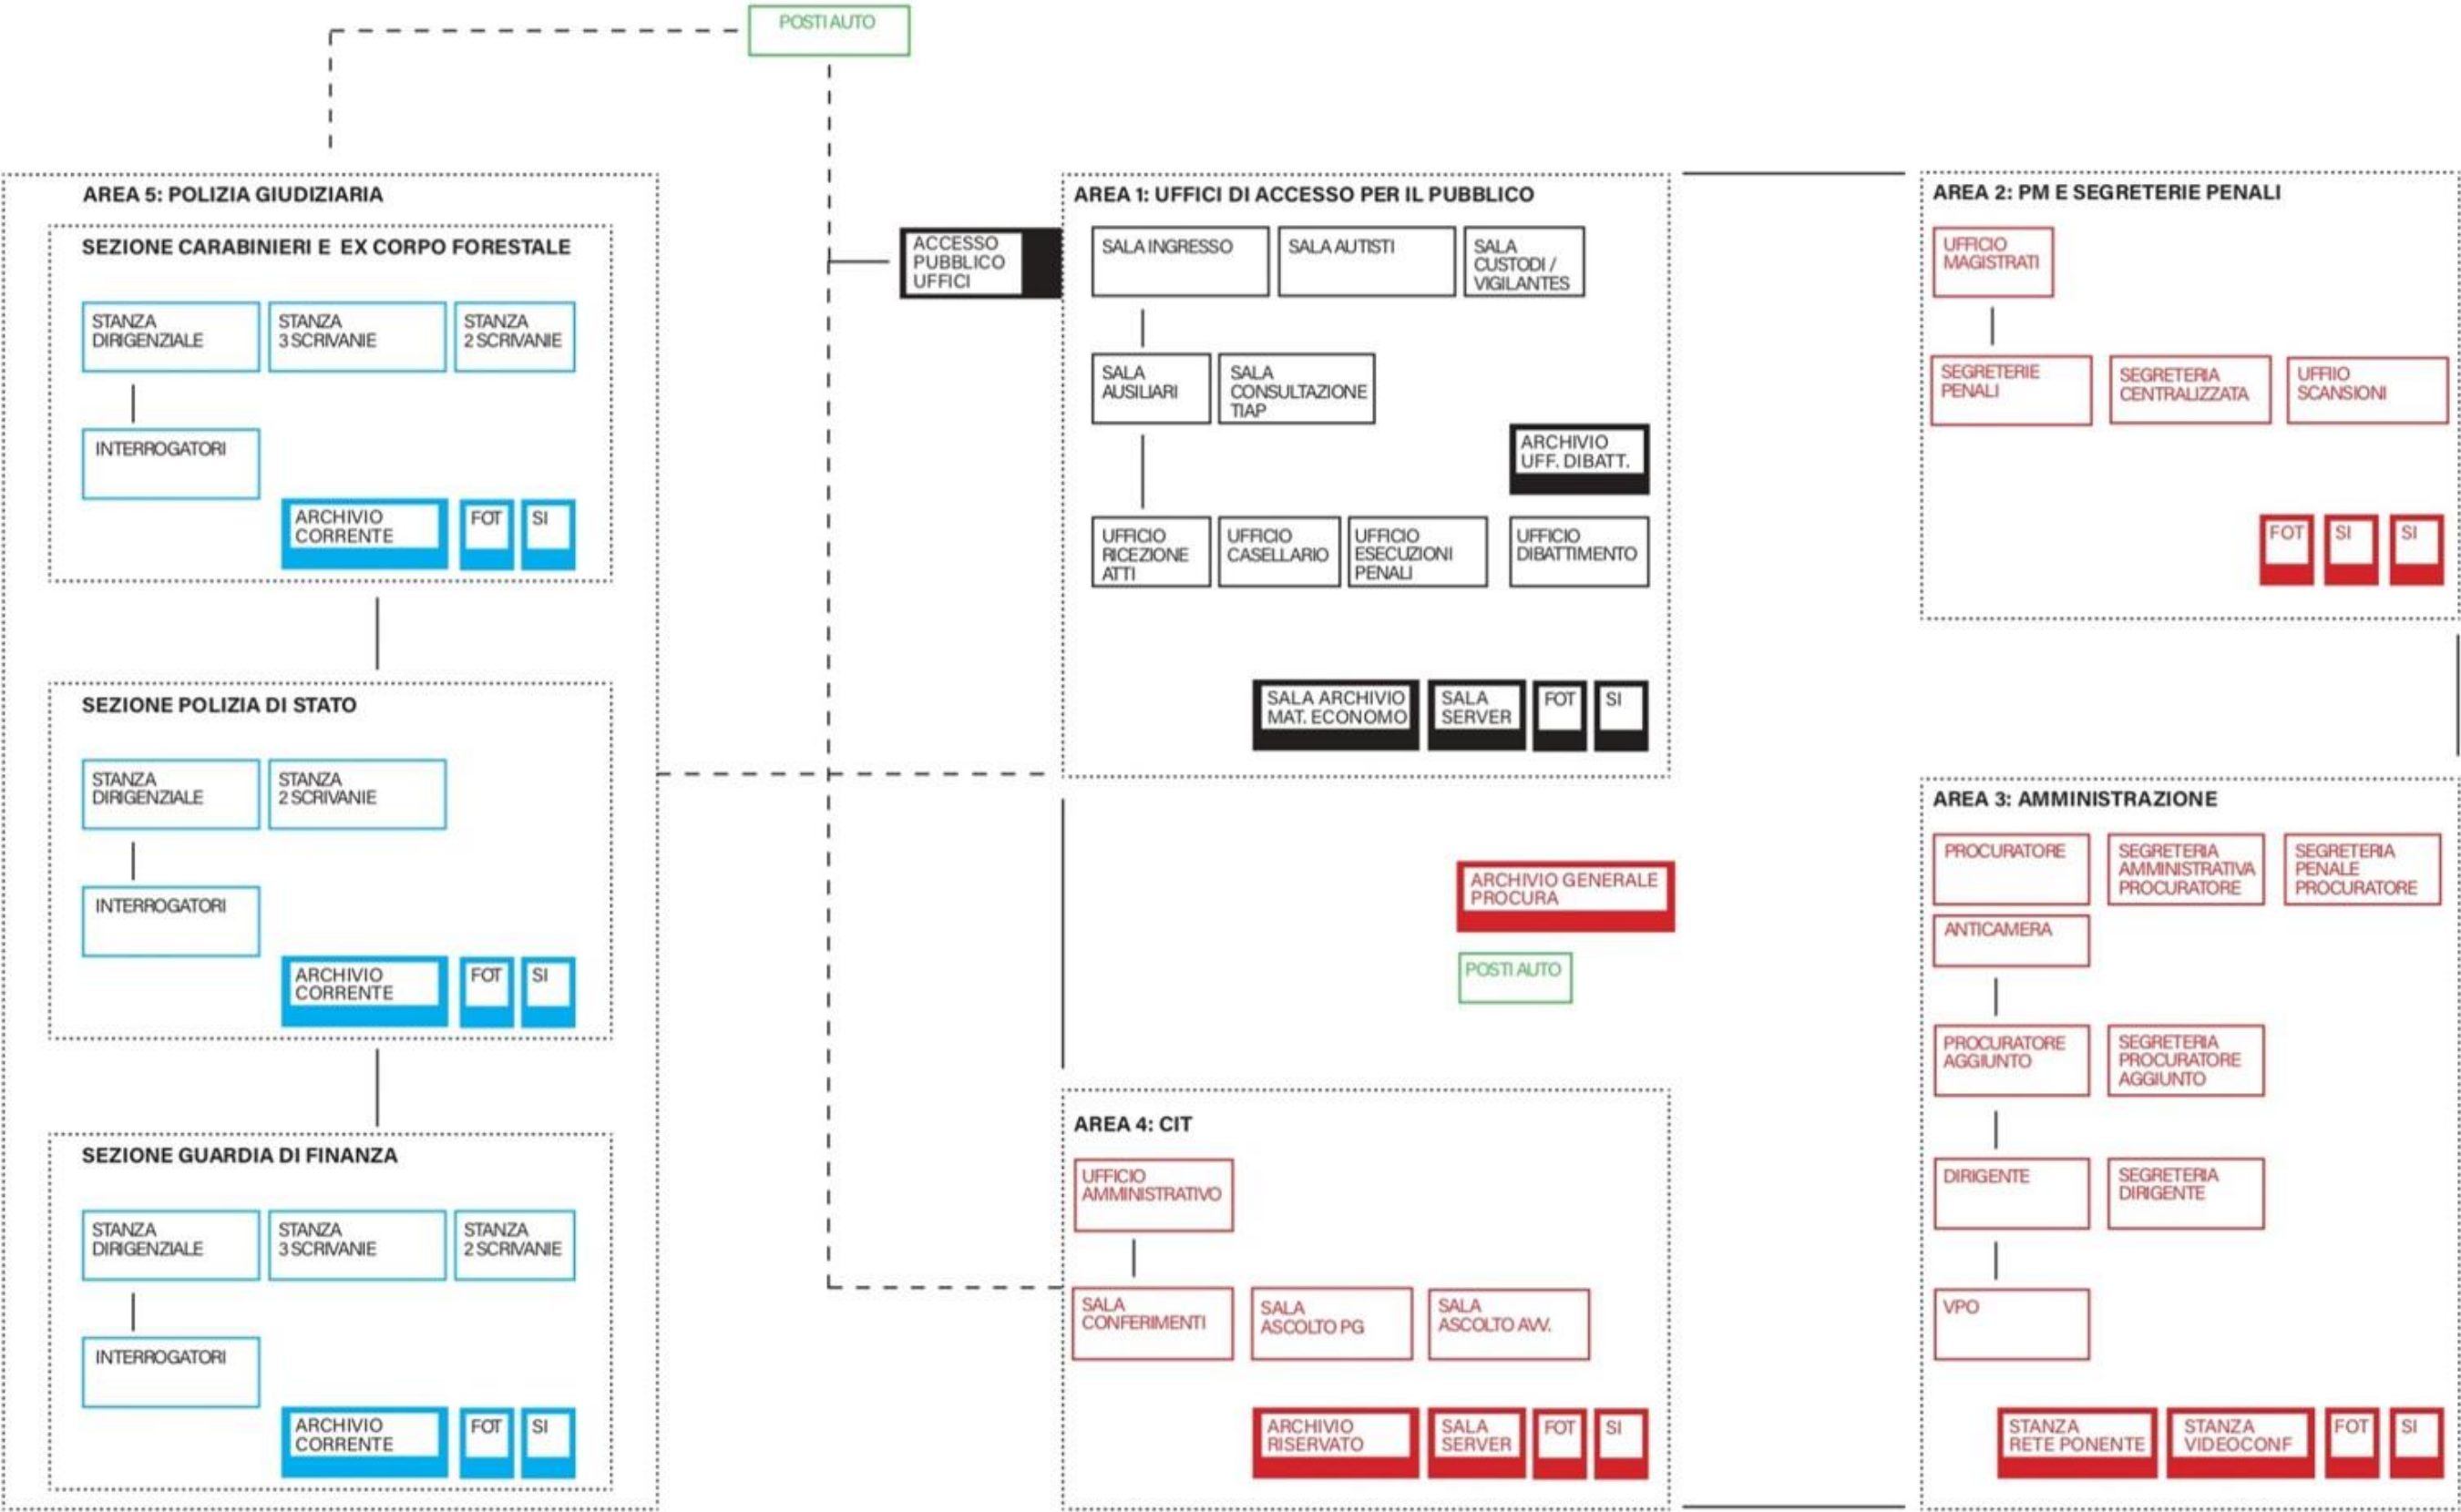 POSTI AUTO
AREA 5: POLIZIA GIUDIZIARIA
SEZIONE CARABINIERI E EX CORPO FORESTALE
STANZA
DIRIGENZIALE
STANZA
3 SCRIVANIE
STANZA
2 SCRIVANIE
INTERROGATORI
ARCHIVIO
CORRENTE
FOT
SI
SEZIONE POLIZIA DI STATO
STANZA
DIRIGENZIALE
STANZA
2 SCRIVANIE
INTERROGATORI
ARCHIVIO
CORRENTE
FOT
SI
SEZIONE GUARDIA DI FINANZA
STANZA
DIRIGENZIALE
STANZA
3 SCRIVANIE
STANZA
2 SCRIVANIE
INTERROGATORI
ARCHIVIO
CORRENTE
FOT
SI
ACCESSO
PUBBLICO
UFFICI
AREA 1: UFFICI DI ACCESSO PER IL PUBBLICO
SALA INGRESSO
SALA AUTISTI
SALA
CUSTODI /
VIGILANTES
SALA
AUSILIARI
SALA
CONSULTAZIONE
TIAP
ARCHIVIO
UFF. DIBATT.
UFFICIO
RICEZIONE
ATTI
UFFICIO
CASELLARIO
UFFICIO
ESECUZIONI
PENALI
UFFICIO
DIBATTIMENTO
SALA ARCHIVIO
MAT. ECONOMO
SALA
SERVER
FOT
SI
ARCHIVIO GENERALE
PROCURA
POSTI AUTO
AREA 4: CIT
UFFICIO
AMMINISTRATIVO
SALA
CONFERIMENTI
SALA
ASCOLTO PG
SALA
ASCOLTO AVV.
ARCHIVIO
RISERVATO
SALA
SERVER
FOT
SI
AREA 2: PM E SEGRETERIE PENALI
UFFICIO
MAGISTRATI
SEGRETERIE
PENALI
SEGRETERIA
CENTRALIZZATA
UFFIIO
SCANSIONI
FOT
SI
SI
AREA 3: AMMINISTRAZIONE
PROCURATORE
SEGRETERIA
AMMINISTRATIVA
PROCURATORE
SEGRETERIA
PENALE
PROCURATORE
ANTICAMERA
PROCURATORE
AGGIUNTO
SEGRETERIA
PROCURATORE
AGGIUNTO
DIRIGENTE
SEGRETERIA
DIRIGENTE
VPO
STANZA
RETE PONENTE
STANZA
VIDEOCONF
FOT
SI